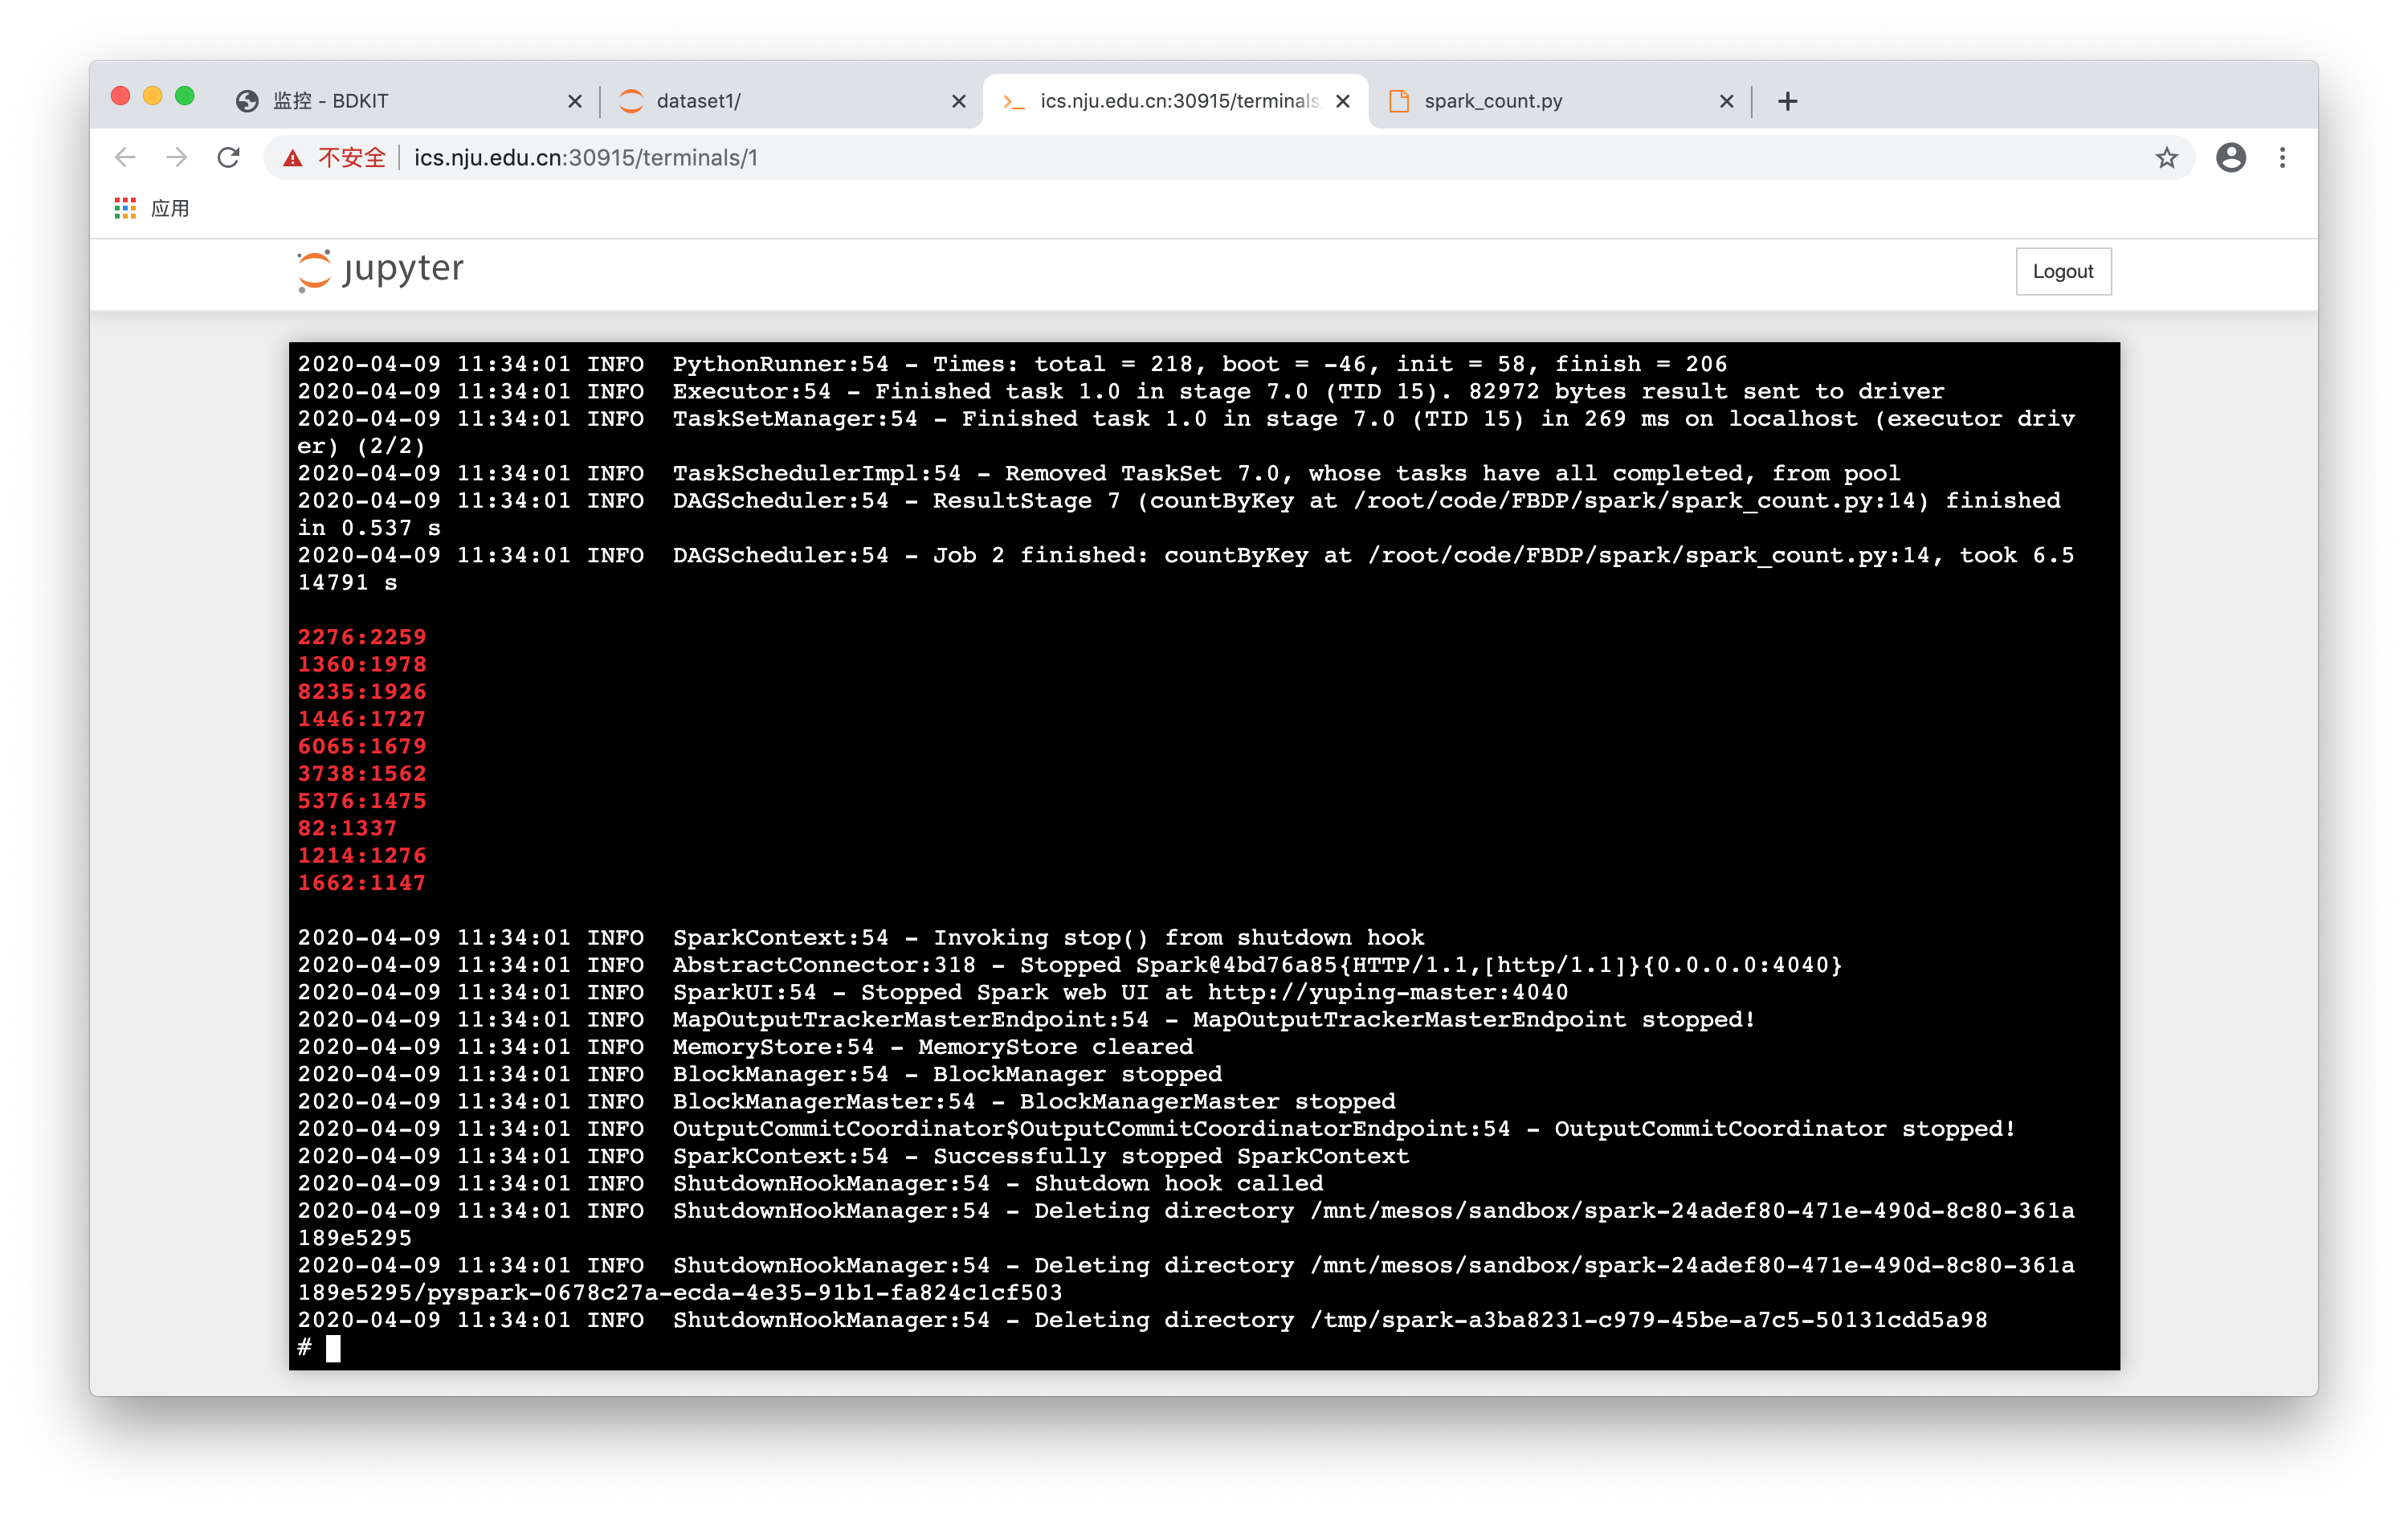 监控 - BDKIT
dataset1/
ics.nju.edu.cn:30915/terminals
spark_count.py
不安全
ics.nju.edu.cn:30915/terminals/1
应用
jupyter
Logout
2020-04-09 11:34:01 INFO  PythonRunner:54 - Times: total = 218, boot = -46, init = 58, finish = 206
2020-04-09 11:34:01 INFO  Executor:54 - Finished task 1.0 in stage 7.0 (TID 15). 82972 bytes result sent to driver
2020-04-09 11:34:01 INFO  TaskSetManager:54 - Finished task 1.0 in stage 7.0 (TID 15) in 269 ms on localhost (executor driv
er) (2/2)
2020-04-09 11:34:01 INFO  TaskSchedulerImpl:54 - Removed TaskSet 7.0, whose tasks have all completed, from pool
2020-04-09 11:34:01 INFO  DAGScheduler:54 - ResultStage 7 (countByKey at /root/code/FBDP/spark/spark_count.py:14) finished
in 0.537 s
2020-04-09 11:34:01 INFO  DAGScheduler:54 - Job 2 finished: countByKey at /root/code/FBDP/spark/spark_count.py:14, took 6.5
14791 s
2276:2259
1360:1978
8235:1926
1446:1727
6065:1679
3738:1562
5376:1475
82:1337
1214:1276
1662:1147
2020-04-09 11:34:01 INFO  SparkContext:54 - Invoking stop() from shutdown hook
2020-04-09 11:34:01 INFO  AbstractConnector:318 - Stopped Spark@4bd76a85{HTTP/1.1,[http/1.1]}{0.0.0.0:4040}
2020-04-09 11:34:01 INFO  SparkUI:54 - Stopped Spark web UI at http://yuping-master:4040
2020-04-09 11:34:01 INFO  MapOutputTrackerMasterEndpoint:54 - MapOutputTrackerMasterEndpoint stopped!
2020-04-09 11:34:01 INFO  MemoryStore:54 - MemoryStore cleared
2020-04-09 11:34:01 INFO  BlockManager:54 - BlockManager stopped
2020-04-09 11:34:01 INFO  BlockManagerMaster:54 - BlockManagerMaster stopped
2020-04-09 11:34:01 INFO  OutputCommitCoordinator$OutputCommitCoordinatorEndpoint:54 - OutputCommitCoordinator stopped!
2020-04-09 11:34:01 INFO  SparkContext:54 - Successfully stopped SparkContext
2020-04-09 11:34:01 INFO  ShutdownHookManager:54 - Shutdown hook called
2020-04-09 11:34:01 INFO  ShutdownHookManager:54 - Deleting directory /mnt/mesos/sandbox/spark-24adef80-471e-490d-8c80-361a
189e5295
2020-04-09 11:34:01 INFO  ShutdownHookManager:54 - Deleting directory /mnt/mesos/sandbox/spark-24adef80-471e-490d-8c80-361a
189e5295/pyspark-0678c27a-ecda-4e35-91b1-fa824c1cf503
2020-04-09 11:34:01 INFO  ShutdownHookManager:54 - Deleting directory /tmp/spark-a3ba8231-c979-45be-a7c5-50131cdd5a98
#